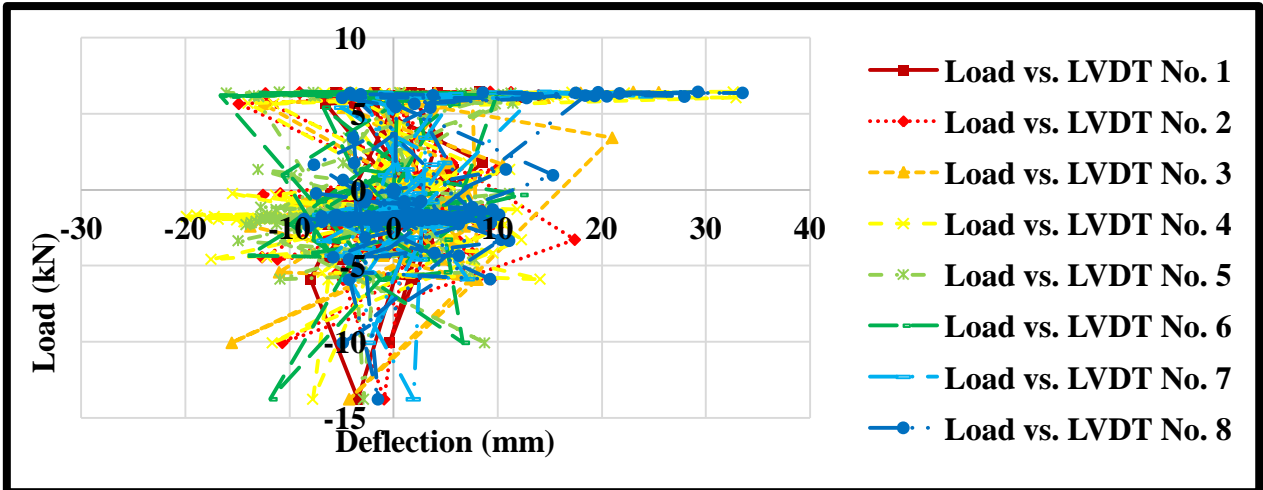 10
5
0
-5
-10
-15
-30 -20 -10 0 10 20 30 40
Load (kN)
Deflection (mm)
Load vs. LVDT No. 1
Load vs. LVDT No. 2
Load vs. LVDT No. 3
Load vs. LVDT No. 4
Load vs. LVDT No. 5
Load vs. LVDT No. 6
Load vs. LVDT No. 7
Load vs. LVDT No. 8